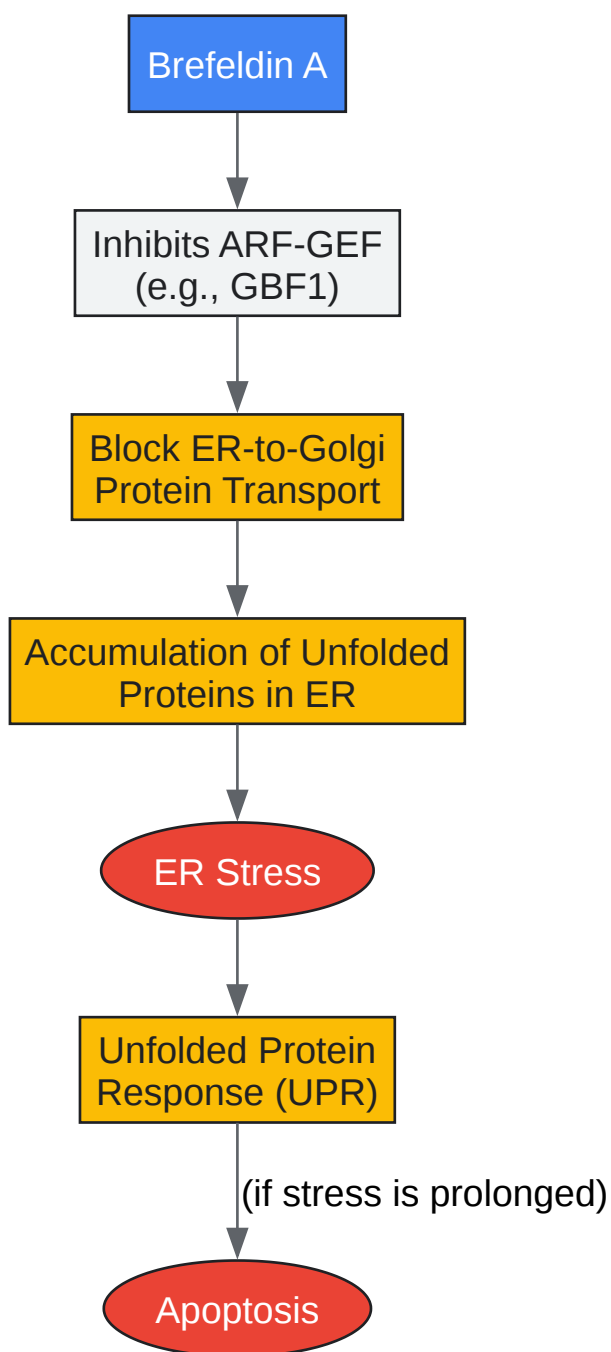 Brefeldin A
Inhibits ARF-GEF
(e.g., GBF1)
Block ER-to-Golgi
Protein Transport
Accumulation of Unfolded
Proteins in ER
ER Stress
Unfolded Protein
Response (UPR)
(if stress is prolonged)
Apoptosis